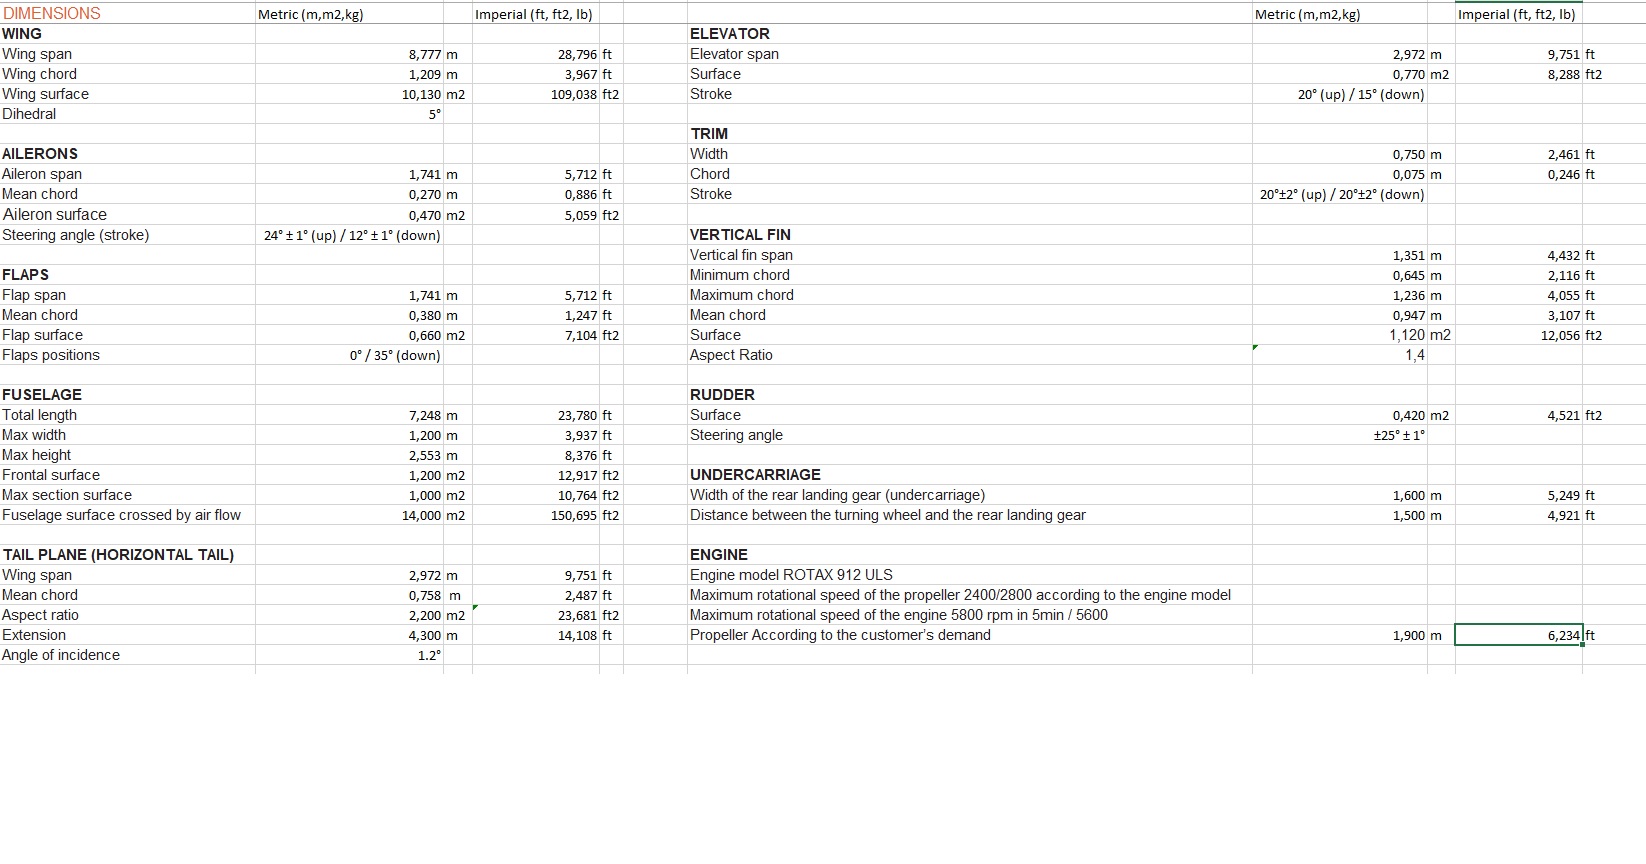 DIMENSIONS Metric (m,m2,kg) Imperial (ft, ft2, lb) Metric (m,m2,kg) Imperial (ft, ft2, lb)
WING ELEVATOR
Wing span 8,777 m 28,796 ft Elevator span 2,972 m 9,751 ft
Wing chord 1,209 m 3,967 ft Surface 0,770 m2 8,288 ft2
Wing surface 10,130 m2 109,038 ft2 Stroke 20° (up) / 15° (down)
Dihedral 5°
TRIM
AILERONS Width 0,750 m 2,461 ft
Aileron span 1,741 m 5,712 ft Chord 0,075 m 0,246 ft
Mean chord 0,270 m 0,886 ft Stroke 20°±2° (up) / 20°±2° (down)
Aileron surface 0,470 m2 5,059 ft2
Steering angle (stroke) 24° ± 1° (up) / 12° ± 1° (down) VERTICAL FIN
Vertical fin span 1,351 m 4,432 ft
FLAPS Minimum chord 0,645 m 2,116 ft
Flap span 1,741 m 5,712 ft Maximum chord 1,236 m 4,055 ft
Mean chord 0,380 m 1,247 ft Mean chord 0,947 m 3,107 ft
Flap surface 0,660 m2 7,104 ft2 Surface 1,120 m2 12,056 ft2
Flaps positions 0° / 35° (down) Aspect Ratio 1,4
FUSELAGE RUDDER
Total length 7,248 m 23,780 ft Surface 0,420 m2 4,521 ft2
Max width 1,200 m 3,937 ft Steering angle ±25° ± 1°
Max height 2,553 m 8,376 ft
Frontal surface 1,200 m2 12,917 ft2 UNDERCARRIAGE
Max section surface 1,000 m2 10,764 ft2 Width of the rear landing gear (undercarriage) 1,600 m 5,249 ft
Fuselage surface crossed by air flow 14,000 m2 150,695 ft2 Distance between the turning wheel and the rear landing gear 1,500 m 4,921 ft
TAIL PLANE (HORIZONTAL TAIL) ENGINE
Wing span 2,972 m 9,751 ft Engine model ROTAX 912 ULS
Mean chord 0,758 m 2,487 ft Maximum rotational speed of the propeller 2400/2800 according to the engine model
Aspect ratio 2,200 m2 23,681 ft2 Maximum rotational speed of the engine 5800 rpm in 5min / 5600
Extension 4,300 m 14,108 ft Propeller According to the customer's demand 1,900 m 6,234 ft
Angle of incidence 1.2°